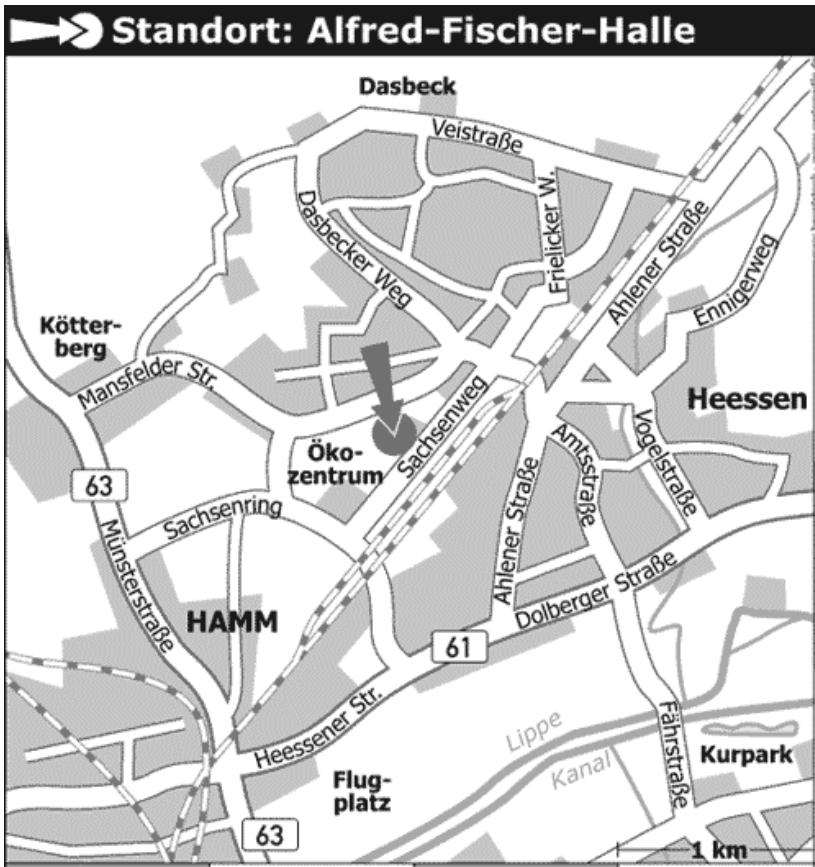 Standort: Alfred-Fischer-Halle
Dasbeck
Veistraße
Dasbecker Weg
Frielicker W.
Ahlener Straße
Ennigerweg
Kötter-
berg
Mansfelder Str.
Heessen
Sachsenweg
Öko-
zentrum
Amtsstraße
Vogelstraße
63
Sachsenring
Ahlener Straße
Münsterstraße
HAMM
Dolberger Straße
61
Heessener Str.
Lippe
Kanal
Fährstraße
Kurpark
Flug-
platz
63
1 km